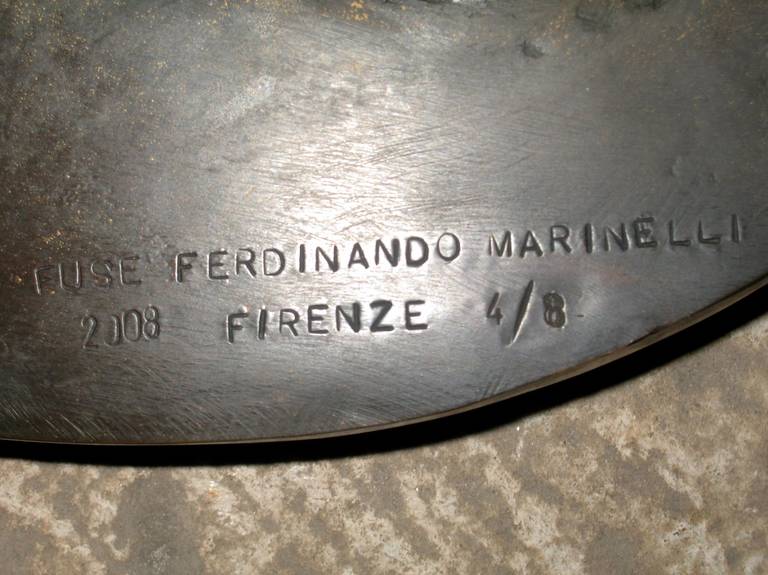 FUSE FERDINANDO MARINELLI
2008 FIRENZE 4/8